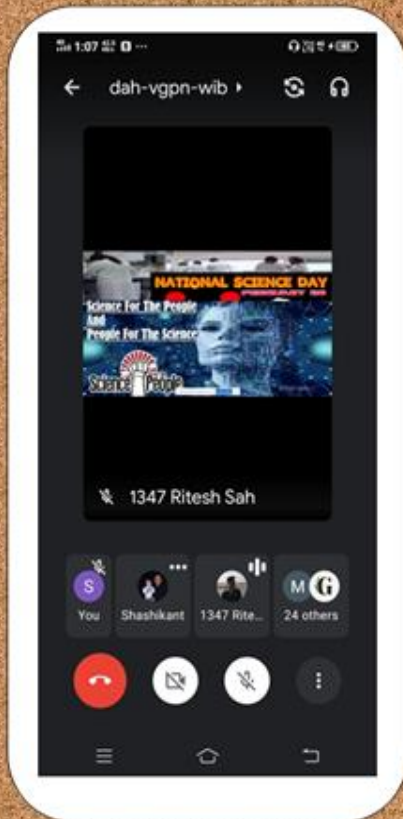 1:07
dah-vgpn-wib
NATIONAL SCIENCE DAY
Science For The People
And
People For The Science
Science People
1347 Ritesh Sah
S
M G
You
Shashikant
1347 Rite...
24 others